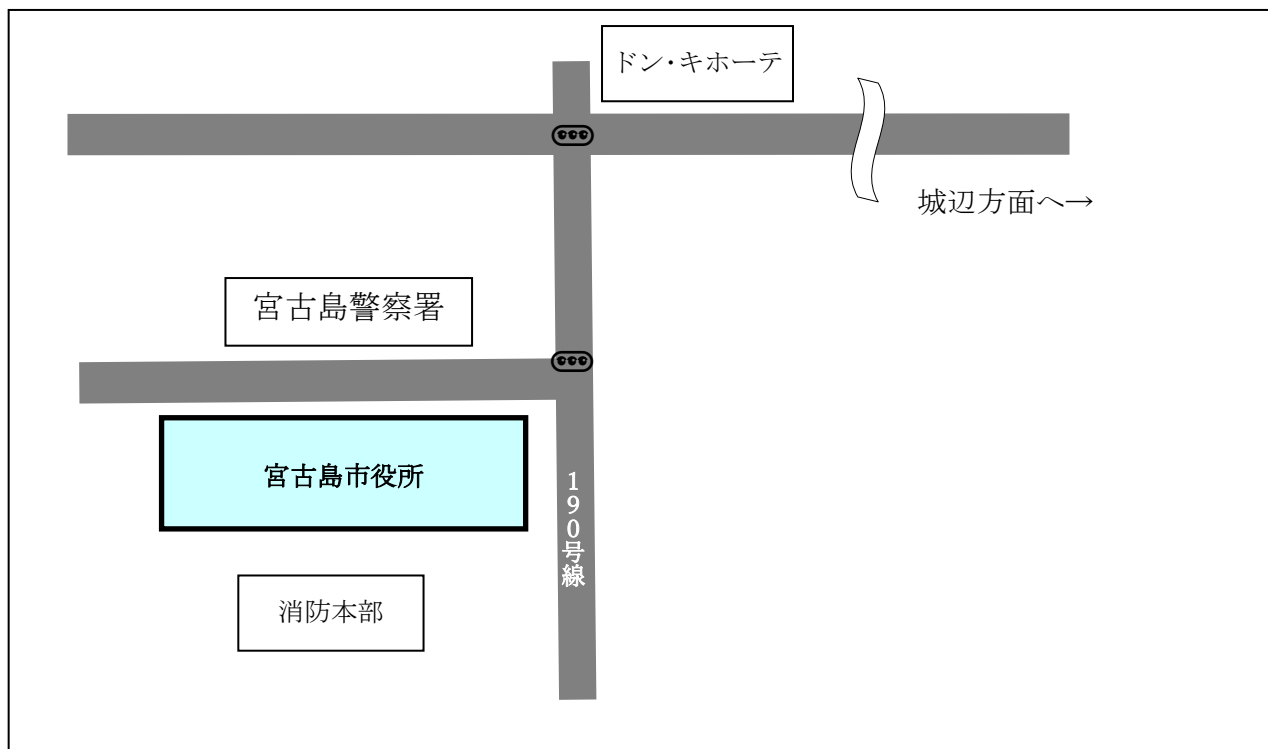 ドン・キホーテ
城辺方面へ→
宮古島警察署
宮古島市役所
190号線
消防本部